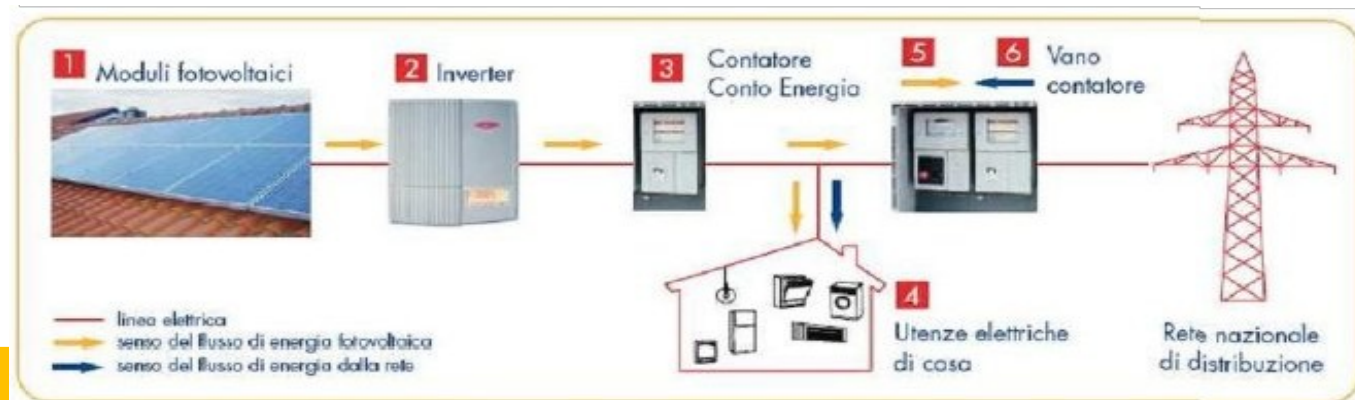 1 Moduli fotovoltaici
2 Inverter
3 Contatore
Conto Energia
5 6 Vano
contatore
4
Utenze elettriche
di casa
Rete nazionale
di distribuzione
linea elettrica
senso del flusso di energia fotovoltaica
senso del flusso di energia dalla rete